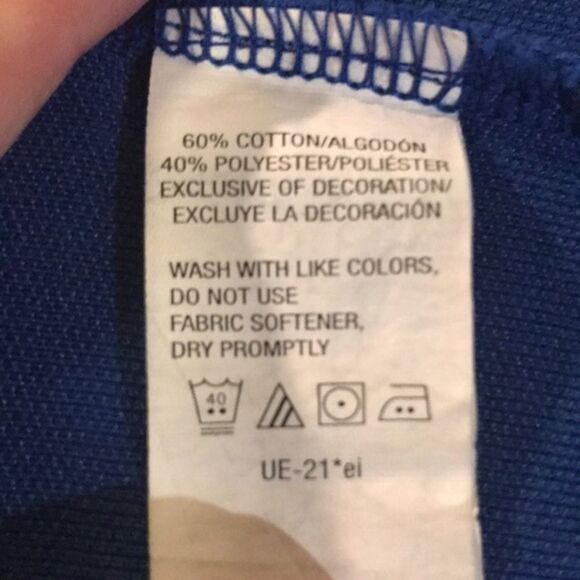 60% COTTON/ALGODÓN
40% POLYESTER/POLIÉSTER
EXCLUSIVE OF DECORATION/
EXCLUYE LA DECORACIÓN
WASH WITH LIKE COLORS,
DO NOT USE
FABRIC SOFTENER,
DRY PROMPTLY
40
UE-21*ei